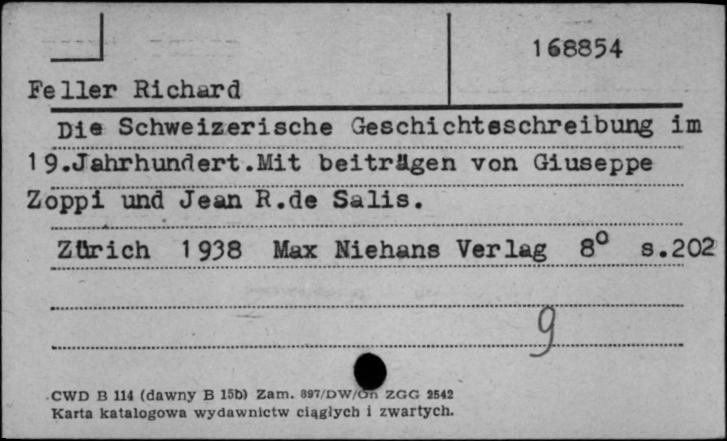 168854
Feller Richard
Die Schweizerische Geschichtsschreibung im
19.Jahrhundert.Mit beiträgen von Giuseppe
Zoppi und Jean R.de Salis.
Zürich 1938 Max Niehans Verlag 8° s.202
9
CWD B 114 (dawny B 15b) Zam. 897/DW/On ZGG 2542
Karta katalogowa wydawnictw ciągłych i zwartych.